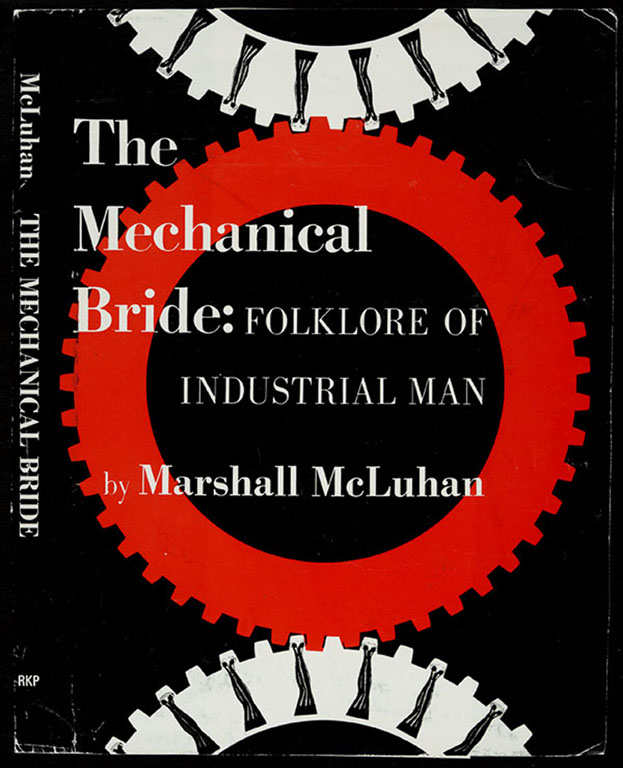 McLuhan THE MECHANICAL BRIDE
RKP
The
Mechanical
Bride: FOLKLORE OF
INDUSTRIAL MAN
by Marshall McLuhan